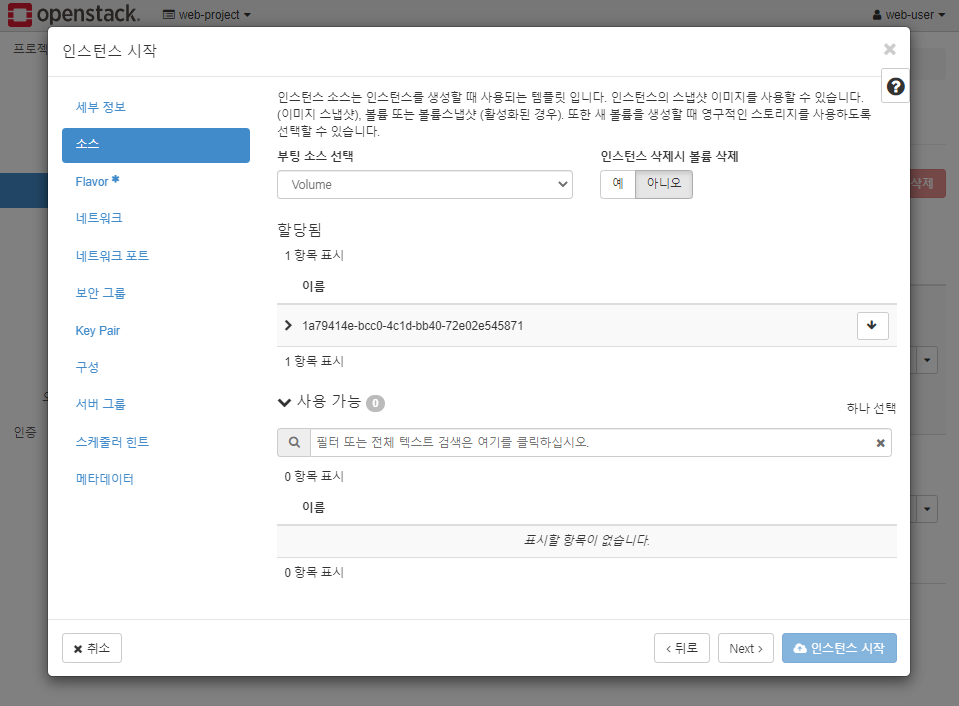 openstack.
web-project
web-user
프로젝
인스턴스 시작
세부 정보
소스
Flavor *
네트워크
네트워크 포트
보안 그룹
Key Pair
구성
서버 그룹
스케줄러 힌트
메타데이터
인증
삭제
인스턴스 소스는 인스턴스를 생성할 때 사용되는 템플릿 입니다. 인스턴스의 스냅샷 이미지를 사용할 수 있습니다.
(이미지 스냅샷), 볼륨 또는 볼륨스냅샷 (활성화된 경우). 또한 새 볼륨을 생성할 때 영구적인 스토리지를 사용하도록
선택할 수 있습니다.
부팅 소스 선택
인스턴스 삭제시 볼륨 삭제
Volume
예
아니오
할당됨
1 항목 표시
이름
1a79414e-bcc0-4c1d-bb40-72e02e545871
1 항목 표시
사용 가능 0
하나 선택
필터 또는 전체 텍스트 검색은 여기를 클릭하십시오.
0 항목 표시
이름
표시할 항목이 없습니다.
0 항목 표시
취소
뒤로
Next
인스턴스 시작